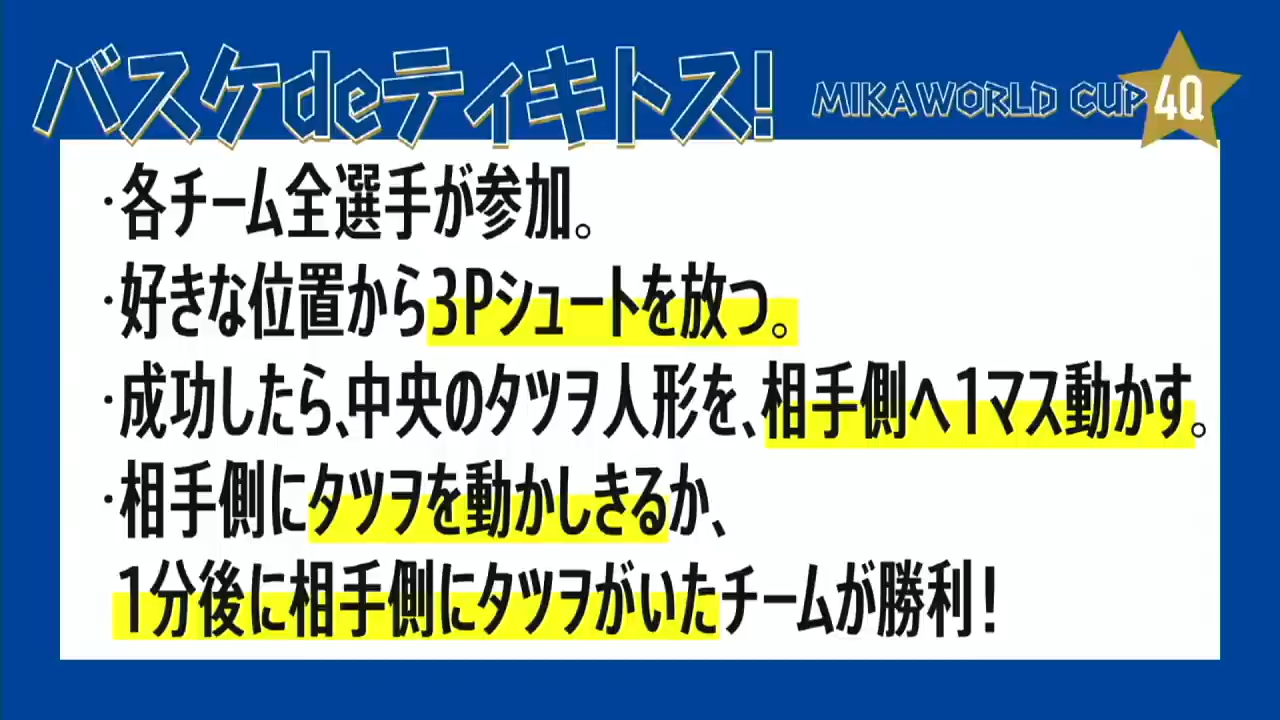 バスケdeティキトス!
MIKAWORLD CUP 4Q
・各チーム全選手が参加。
・好きな位置から3Pシュートを放つ。
・成功したら、中央のタツヲ人形を、相手側へ1マス動かす。
・相手側にタツヲを動かしきるか、
1分後に相手側にタツヲがいたチームが勝利!